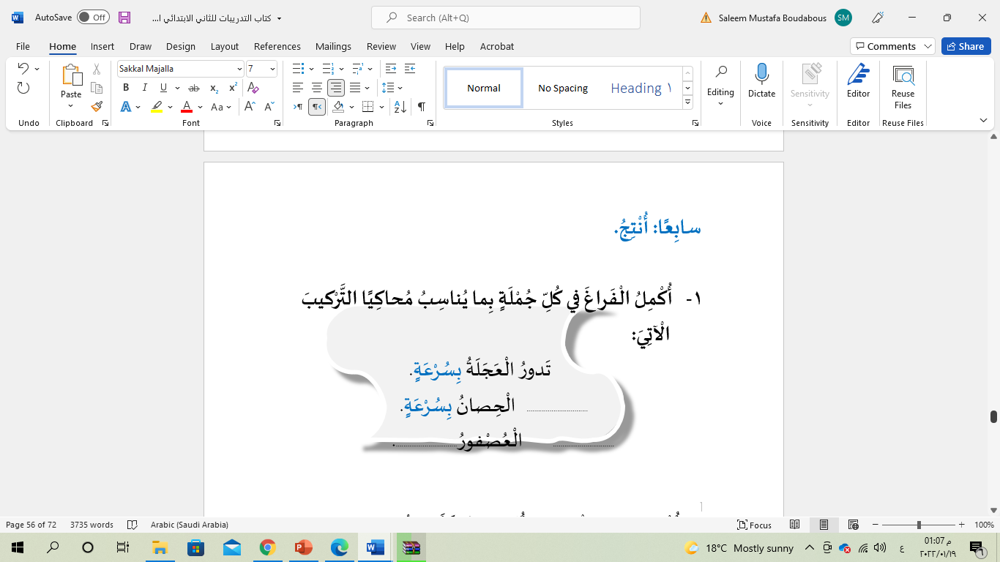 AutoSave Off كتاب التدريبات للثاني الابتدائي ا... Search (Alt+Q) Saleem Mustafa Boudabous SM
File Home Insert Draw Design Layout References Mailings Review View Help Acrobat Comments Share
Sakkal Majalla 7
Paste
Normal No Spacing Heading ١
Editing Dictate Sensitivity Editor Reuse Files
Undo Clipboard Font Paragraph Styles Voice Sensitivity Editor Reuse Files
سابِعًا: أُنْتِجُ.
١- أُكْمِلُ الْفَراغَ في كُلِّ جُمْلَةٍ بِما يُناسِبُ مُحاكِيًا التَّرْكيبَ
الْآتِيَ:
تَدورُ الْعَجَلَةُ بِسُرْعَةٍ.
........................ الْحِصانُ بِسُرْعَةٍ.
........................ الْعُصْفورُ.........................
Page 56 of 72 3735 words Arabic (Saudi Arabia) Focus 100%
18°C Mostly sunny ع 01:07 م
٢٠٢٢/٠١/١٩ ٦